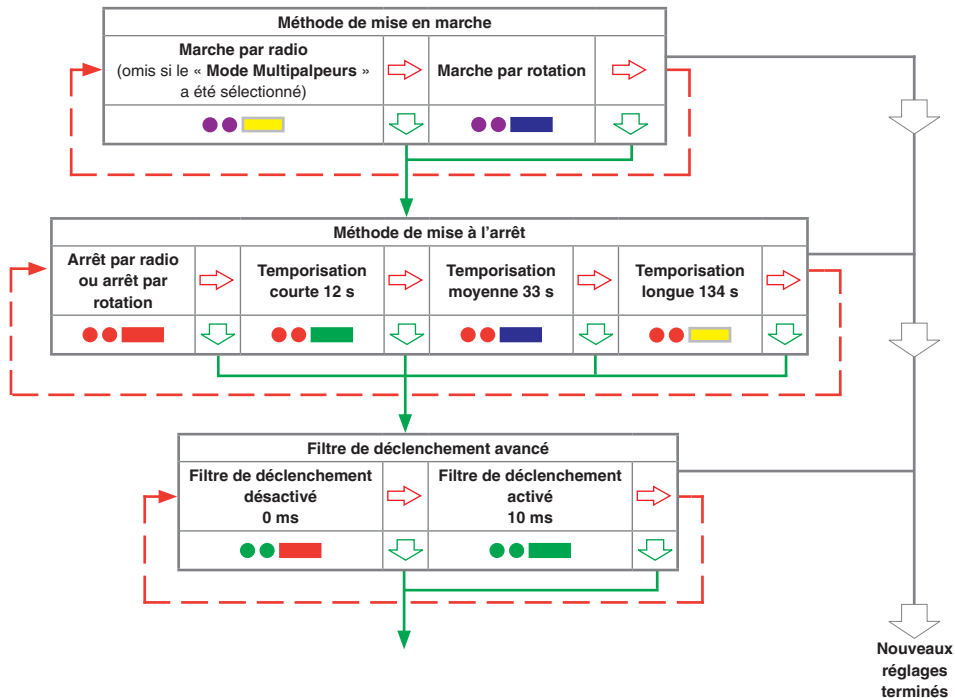 Méthode de mise en marche
Marche par radio
(omis si le « Mode Multipalpeurs »
a été sélectionné)
Marche par rotation
Méthode de mise à l'arrêt
Arrêt par radio
ou arrêt par
rotation
Temporisation
courte 12 s
Temporisation
moyenne 33 s
Temporisation
longue 134 s
Filtre de déclenchement avancé
Filtre de déclenchement
désactivé
0 ms
Filtre de déclenchement
activé
10 ms
Nouveaux
réglages
terminés